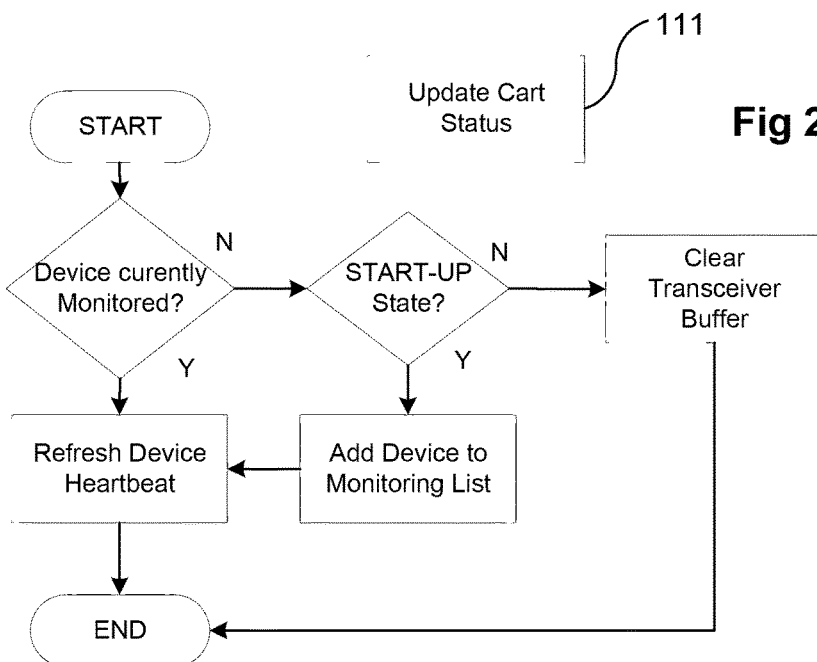 111
Update Cart
Status
Fig 2
START
N
Device curently
Monitored?
N
START-UP
State?
Clear
Transceiver
Buffer
Y
Y
Refresh Device
Heartbeat
Add Device to
Monitoring List
END